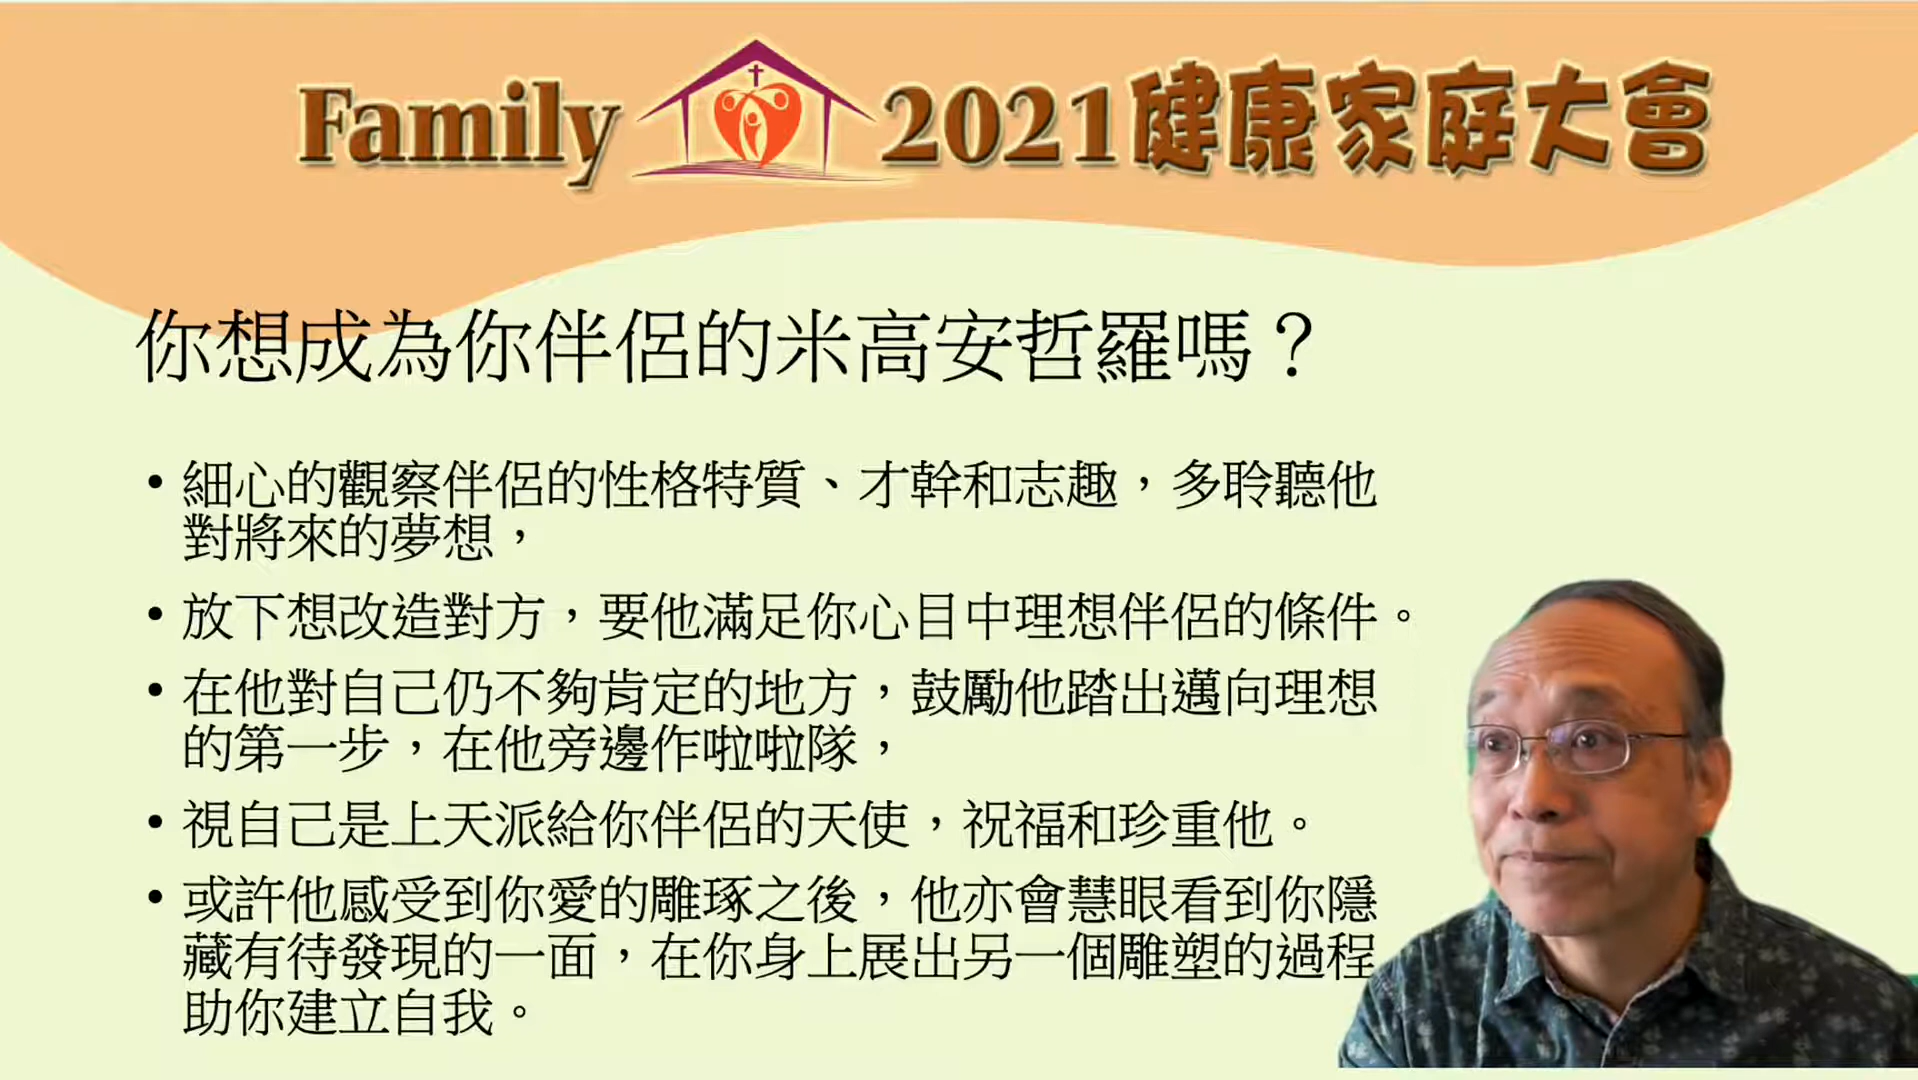 Family 2021健康家庭大會
你想成為你伴侶的米高安哲羅嗎？
• 細心的觀察伴侶的性格特質、才幹和志趣，多聆聽他
對將來的夢想，
• 放下想改造對方，要他滿足你心目中理想伴侶的條件。
• 在他對自己仍不夠肯定的地方，鼓勵他踏出邁向理想
的第一步，在他旁邊作啦啦隊，
• 視自己是上天派給你伴侶的天使，祝福和珍重他。
• 或許他感受到你愛的雕琢之後，他亦會慧眼看到你隱
藏有待發現的一面，在你身上展出另一個雕塑的過程
助你建立自我。